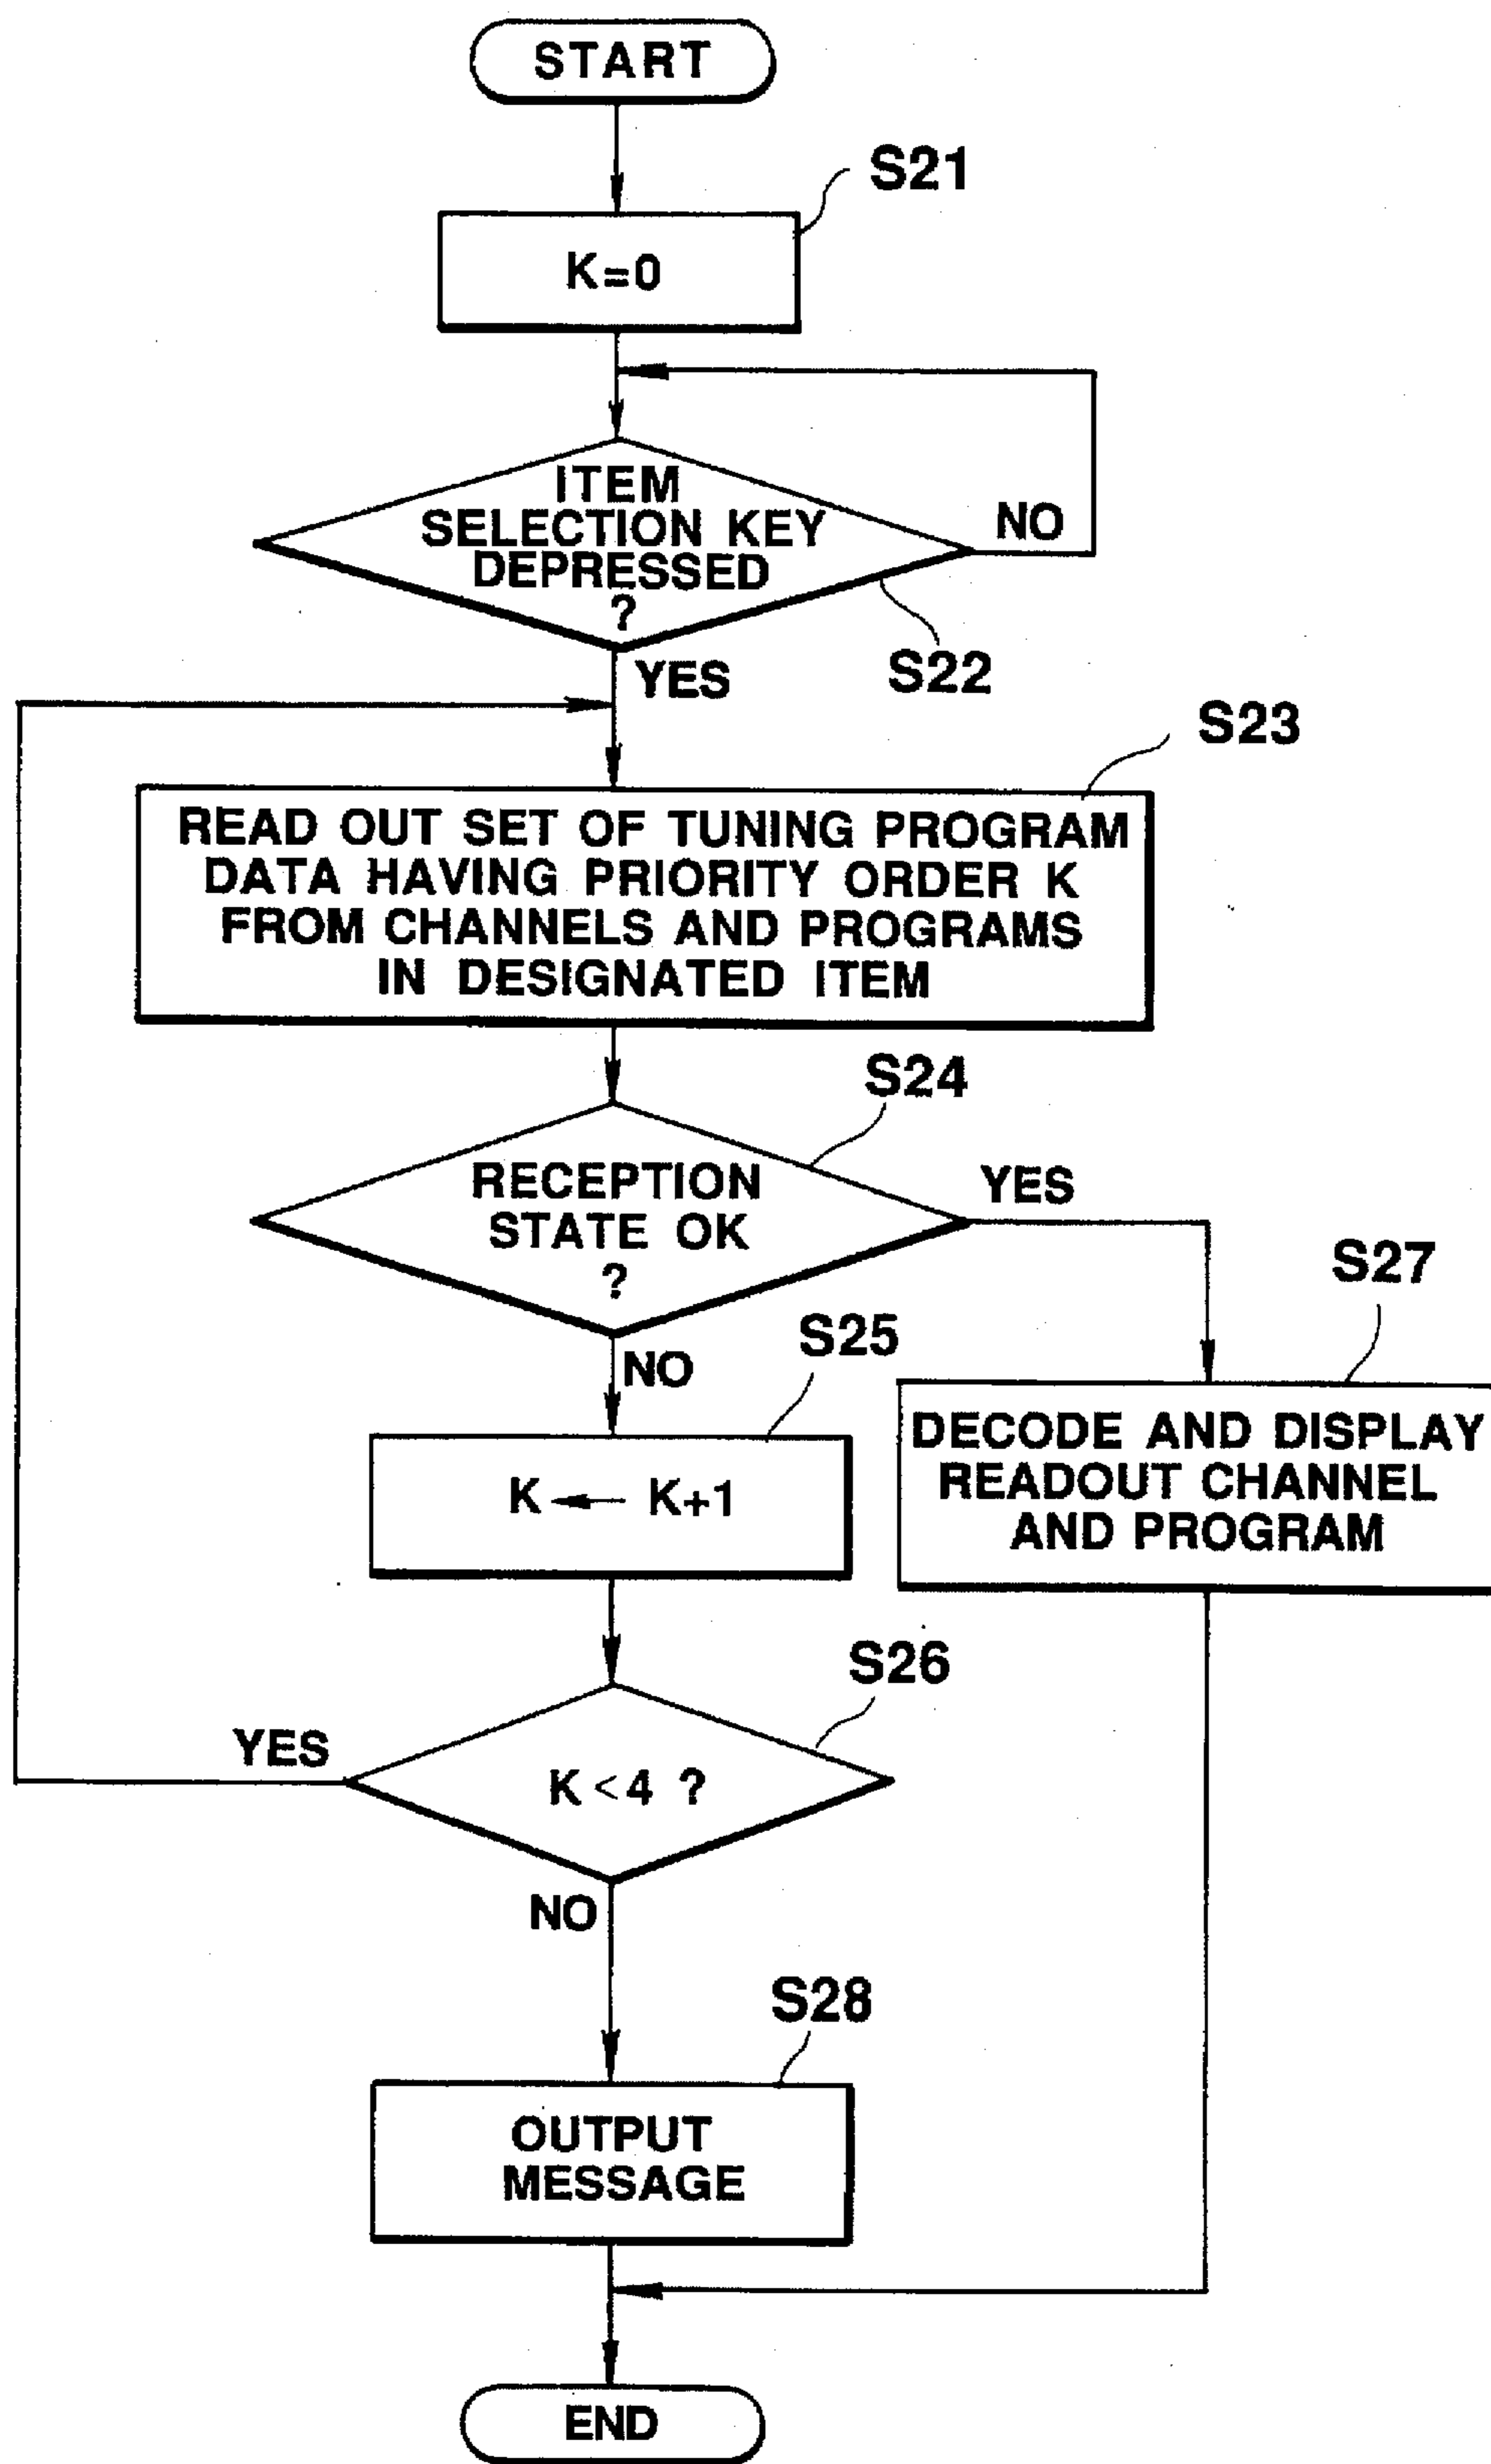 START
S21
K=0
ITEM
SELECTION KEY
DEPRESSED
?
NO
S22
YES
S23
READ OUT SET OF TUNING PROGRAM
DATA HAVING PRIORITY ORDER K
FROM CHANNELS AND PROGRAMS
IN DESIGNATED ITEM
S24
RECEPTION
STATE OK
?
YES
S27
NO
S25
DECODE AND DISPLAY
READOUT CHANNEL
AND PROGRAM
K ← K+1
S26
YES
K<4 ?
NO
S28
OUTPUT
MESSAGE
END